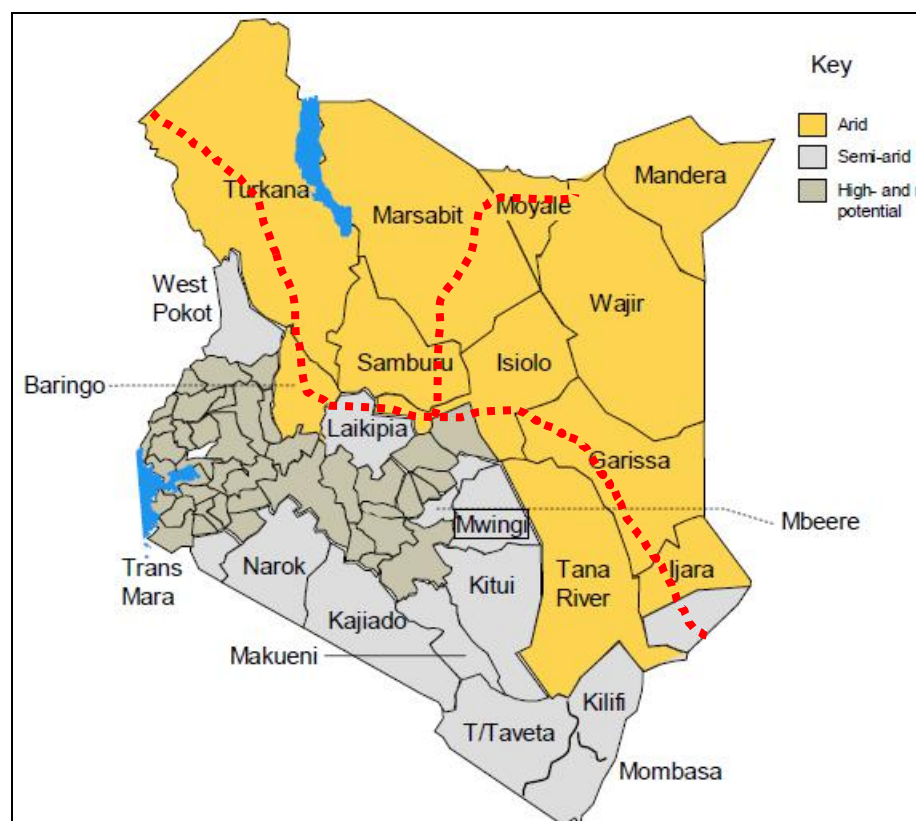 Key
Arid
Semi-arid
High- and
potential
Mandera
Turkana
Moyale
Marsabit
West
Pokot
Wajir
Samburu
Isiolo
Baringo
Laikipia
Garissa
Mwingi
Mbeere
Trans
Mara
Narok
Kitui
Tana
River
Ijara
Kajiado
Makueni
Kilifi
T/Taveta
Mombasa